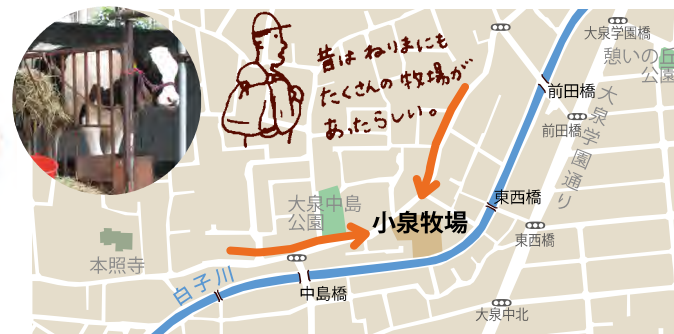 昔は ねりまにも
たくさんの 牧場が
あったらしい。
大泉学園橋
憩いの丘
公園
前田橋
前田橋
大泉学園通り
東西橋
東西橋
大泉中島
公園
小泉牧場
本照寺
白子川
中島橋
大泉中北